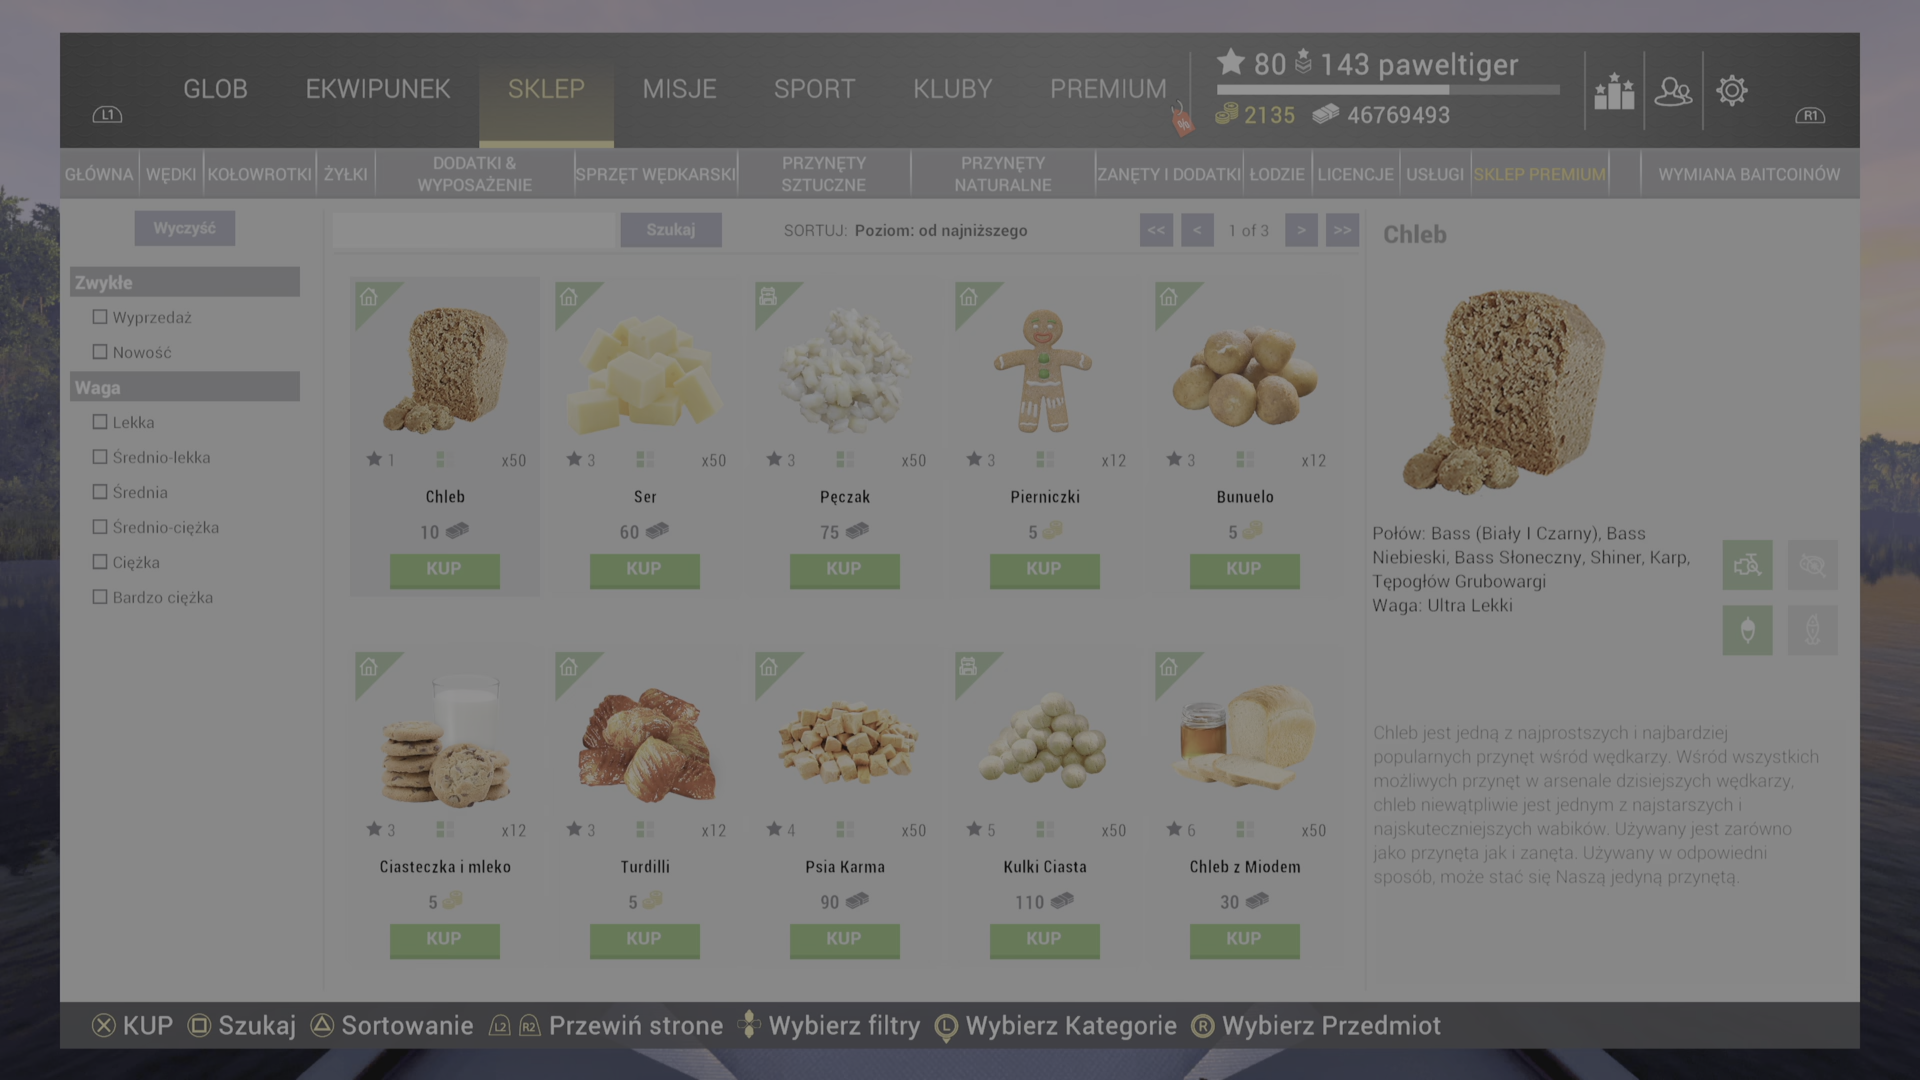 L1
GLOB
EKWIPUNEK
SKLEP
MISJE
SPORT
KLUBY
PREMIUM
%
80 143 paweltiger
2135 46769493
R1
GŁÓWNA
WĘDKI
KOŁOWROTKI
ŻYŁKI
DODATKI &
WYPOSAŻENIE
SPRZĘT WĘDKARSKI
PRZYNĘTY
SZTUCZNE
PRZYNĘTY
NATURALNE
ZANĘTY I DODATKI
ŁODZIE
LICENCJE
USŁUGI
SKLEP PREMIUM
WYMIANA BAITCOINÓW
Wyczyść
Zwykłe
Wyprzedaż
Nowość
Waga
Lekka
Średnio-lekka
Średnia
Średnio-ciężka
Ciężka
Bardzo ciężka
Szukaj
SORTUJ: Poziom: od najniższego
<< < 1 of 3 > >>
1 x50
Chleb
10
KUP
3 x50
Ser
60
KUP
3 x50
Pęczak
75
KUP
3 x12
Pierniczki
5
KUP
3 x12
Bunuelo
5
KUP
3 x12
Ciasteczka i mleko
5
KUP
3 x12
Turdilli
5
KUP
4 x50
Psia Karma
90
KUP
5 x50
Kulki Ciasta
110
KUP
6 x50
Chleb z Miodem
30
KUP
Chleb
Połów: Bass (Biały I Czarny), Bass
Niebieski, Bass Słoneczny, Shiner, Karp,
Tępogłów Grubowargi
Waga: Ultra Lekki
Chleb jest jedną z najprostszych i najbardziej
popularnych przynęt wśród wędkarzy. Wśród wszystkich
możliwych przynęt w arsenale dzisiejszych wędkarzy,
chleb niewątpliwie jest jednym z najstarszych i
najskuteczniejszych wabików. Używany jest zarówno
jako przynęta jak i zanęta. Używany w odpowiedni
sposób, może stać się Naszą jedyną przynętą.
KUP
Szukaj
Sortowanie
L2 R2 Przewiń strone
Wybierz filtry
L Wybierz Kategorie
R Wybierz Przedmiot